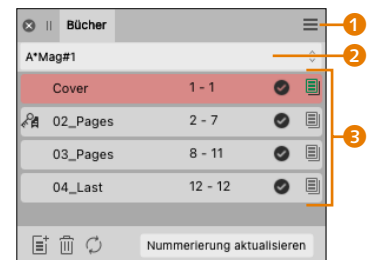 Bücher
1
A*Mag#1
2
Cover 1 - 1
02_Pages 2 - 7
3
03_Pages 8 - 11
04_Last 12 - 12
Nummerierung aktualisieren